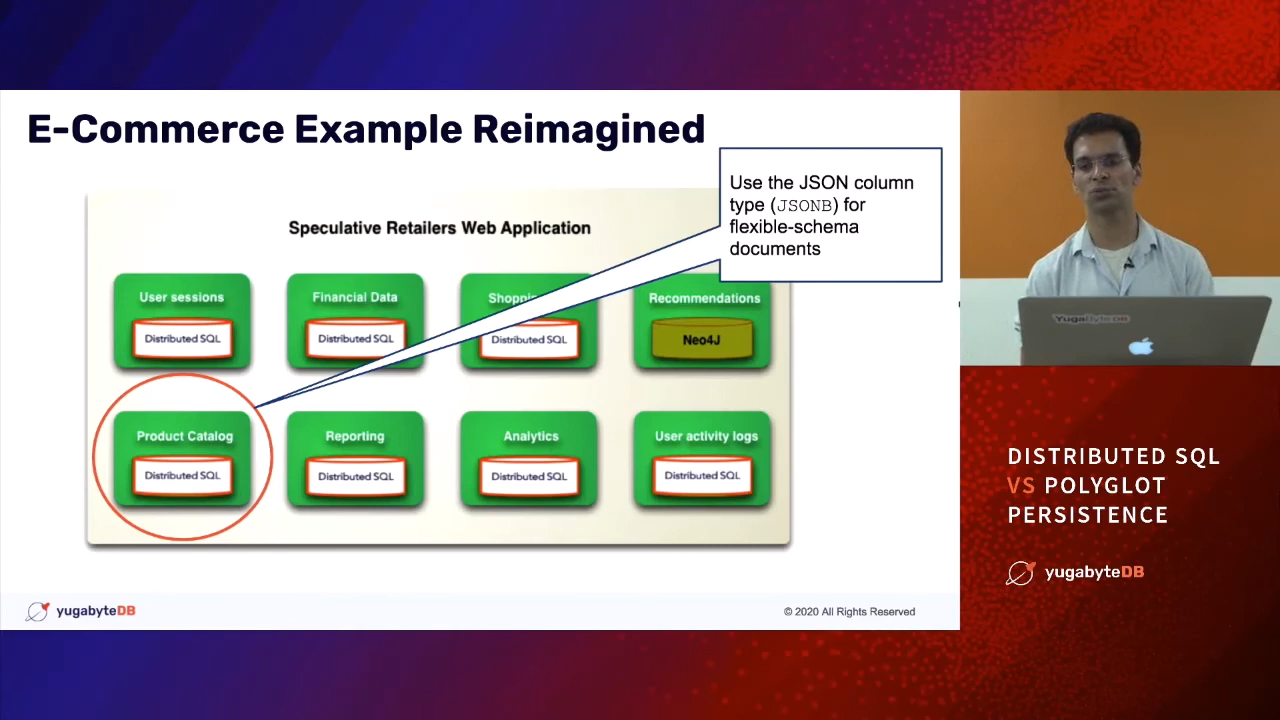 E-Commerce Example Reimagined
Use the JSON column
type (JSONB) for
flexible-schema
documents
Speculative Retailers Web Application
User sessions
Distributed SQL
Financial Data
Distributed SQL
Distributed SQL
Recommendations
Neo4J
Product Catalog
Distributed SQL
Reporting
Distributed SQL
Analytics
Distributed SQL
User activity logs
Distributed SQL
yugabyteDB
© 2020 All Rights Reserved
YugaByteDB
DISTRIBUTED SQL
VS POLYGLOT
PERSISTENCE
yugabyteDB